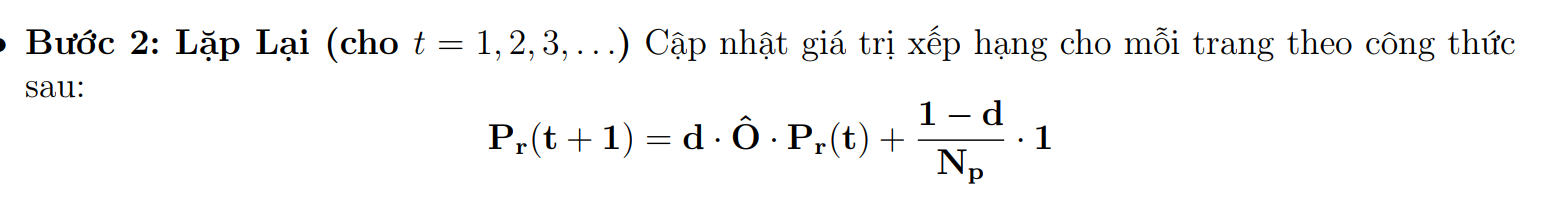 • Bước 2: Lặp Lại (cho t = 1, 2, 3, . . .) Cập nhật giá trị xếp hạng cho mỗi trang theo công thức
sau:
P_r(t + 1) = d · Ô · P_r(t) + \frac{1 − d}{N_p} · 1